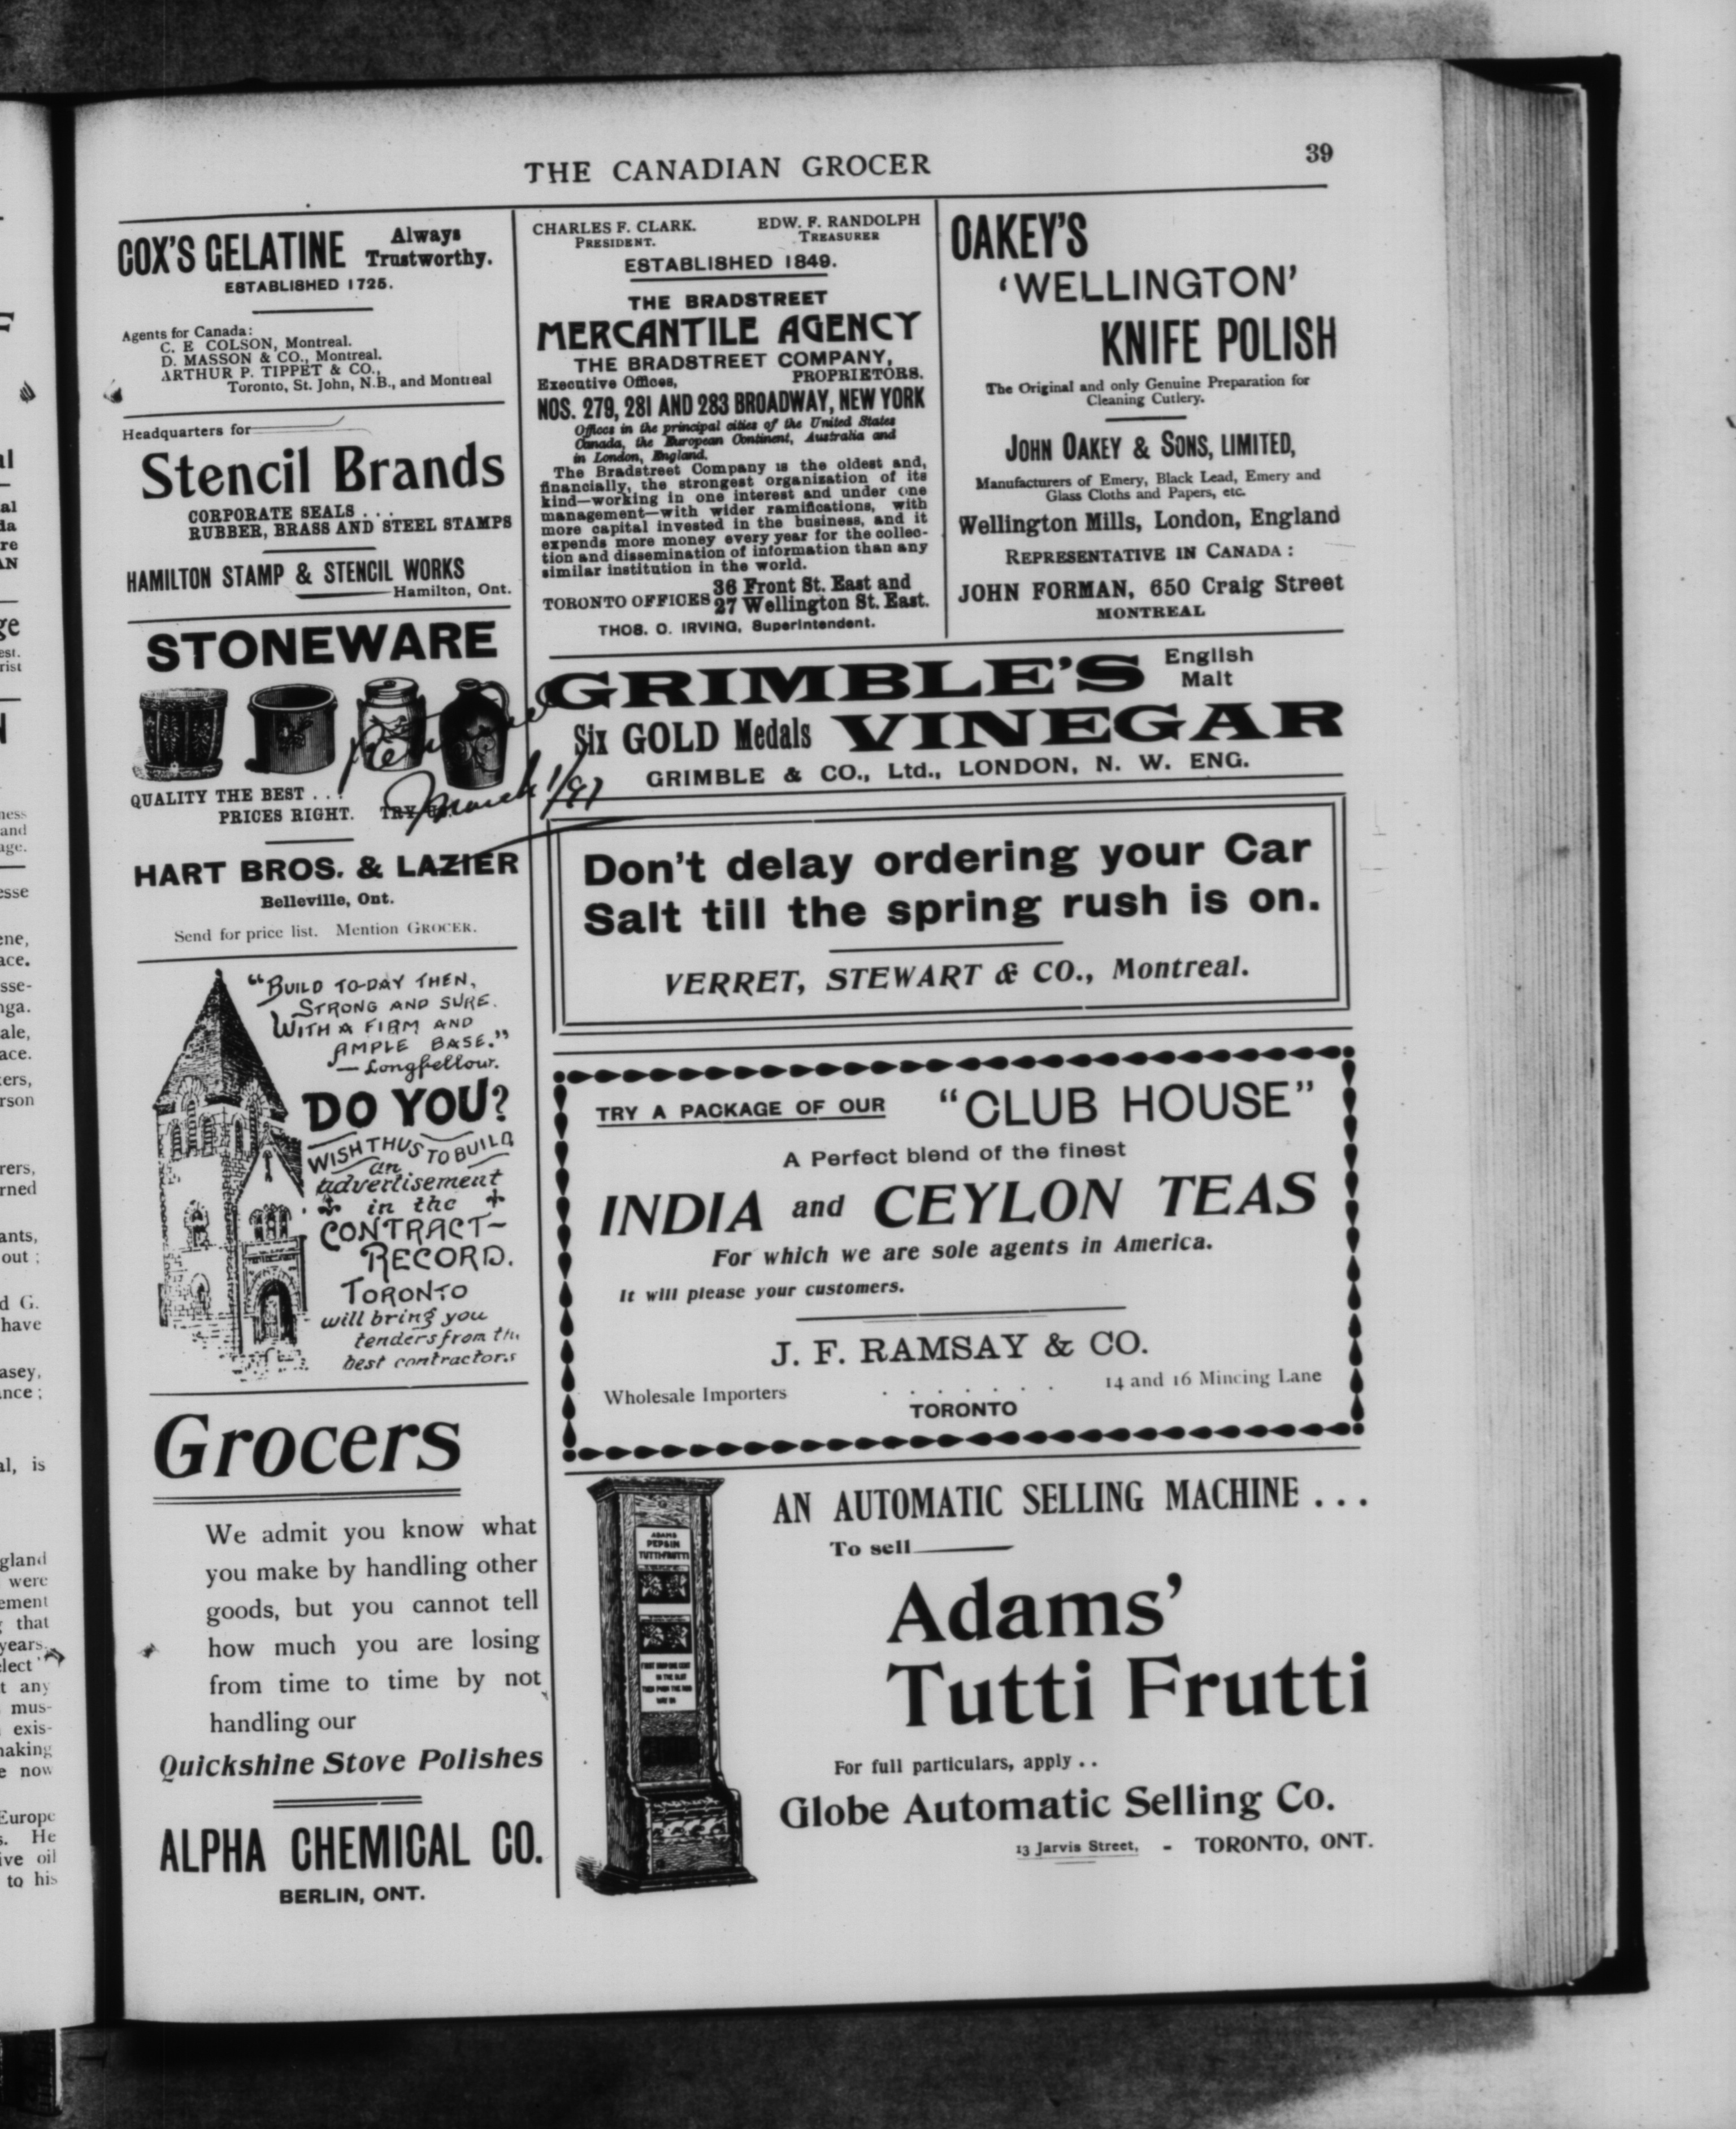 THE CANADIAN GROCER
39
COX'S GELATINE
Always
Trustworthy.
ESTABLISHED 1725.
Agents for Canada:
C. E COLSON, Montreal.
D. MASSON & CO., Montreal.
ARTHUR P. TIPPET & CO.,
Toronto, St. John, N.B., and Montreal
Headquarters for
Stencil Brands
CORPORATE SEALS . . .
RUBBER, BRASS AND STEEL STAMPS
HAMILTON STAMP & STENCIL WORKS
Hamilton, Ont.
STONEWARE
QUALITY THE BEST . . .
PRICES RIGHT. TRY US.
March 1/97
HART BROS. & LAZIER
Belleville, Ont.
Send for price list. Mention GROCER.
"BUILD TO-DAY THEN,
STRONG AND SURE.
WITH A FIRM AND
AMPLE BASE."
— Longfellow.
DO YOU?
WISH THUS TO BUILD
an
advertisement
in the
CONTRACT
RECORD.
TORONTO
will bring you
tenders from the
best contractors
Grocers
We admit you know what
you make by handling other
goods, but you cannot tell
how much you are losing
from time to time by not
handling our
Quickshine Stove Polishes
ALPHA CHEMICAL CO.
BERLIN, ONT.
CHARLES F. CLARK.
PRESIDENT.
EDW. F. RANDOLPH
TREASURER
ESTABLISHED 1849.
THE BRADSTREET
MERCANTILE AGENCY
THE BRADSTREET COMPANY,
Executive Offices, PROPRIETORS.
NOS. 279, 281 AND 283 BROADWAY, NEW YORK
Offices in the principal cities of the United States
Canada, the European Continent, Australia and
in London, England.
The Bradstreet Company is the oldest and,
financially, the strongest organization of its
kind—working in one interest and under one
management—with wider ramifications, with
more capital invested in the business, and it
expends more money every year for the collec-
tion and dissemination of information than any
similar institution in the world.
TORONTO OFFICES 36 Front St. East and
27 Wellington St. East.
THOS. C. IRVING, Superintendent.
OAKEY'S
'WELLINGTON'
KNIFE POLISH
The Original and only Genuine Preparation for
Cleaning Cutlery.
JOHN OAKEY & SONS, LIMITED,
Manufacturers of Emery, Black Lead, Emery and
Glass Cloths and Papers, etc.
Wellington Mills, London, England
REPRESENTATIVE IN CANADA :
JOHN FORMAN, 650 Craig Street
MONTREAL
GRIMBLE'S English
Malt
Six GOLD Medals VINEGAR
GRIMBLE & CO., Ltd., LONDON, N. W. ENG.
Don't delay ordering your Car
Salt till the spring rush is on.
VERRET, STEWART & CO., Montreal.
TRY A PACKAGE OF OUR "CLUB HOUSE"
A Perfect blend of the finest
INDIA and CEYLON TEAS
For which we are sole agents in America.
It will please your customers.
J. F. RAMSAY & CO.
Wholesale Importers . . . . . . . 14 and 16 Mincing Lane
TORONTO
AN AUTOMATIC SELLING MACHINE . . .
To sell
Adams'
Tutti Frutti
For full particulars, apply . .
Globe Automatic Selling Co.
13 Jarvis Street, - TORONTO, ONT.
ADAMS
PEPSIN
TUTTI-FRUTTI